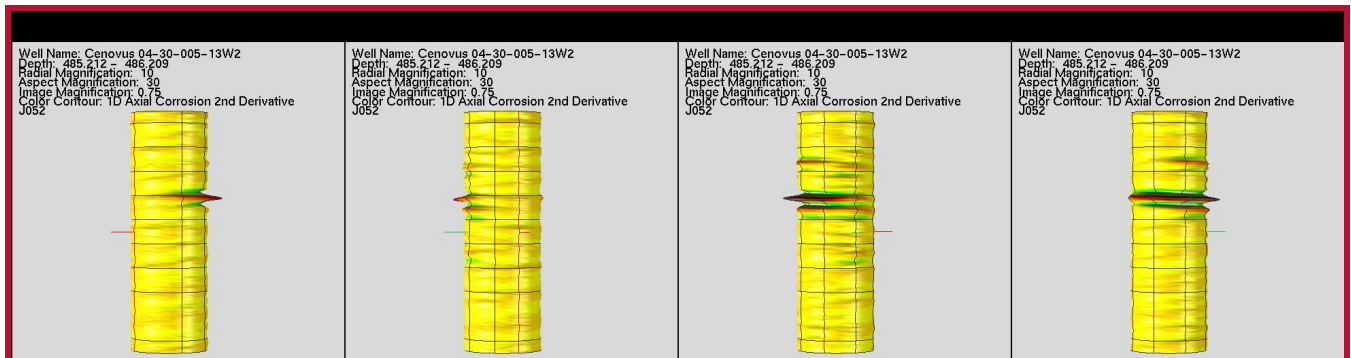 Well Name: Cenovus 04-30-005-13W2
Depth: 485.212 - 486.209
Radial Magnification: 10
Aspect Magnification: 30
Image Magnification: 0.75
Color Contour: 1D Axial Corrosion 2nd Derivative
J052
Well Name: Cenovus 04-30-005-13W2
Depth: 485.212 - 486.209
Radial Magnification: 10
Aspect Magnification: 30
Image Magnification: 0.75
Color Contour: 1D Axial Corrosion 2nd Derivative
J052
Well Name: Cenovus 04-30-005-13W2
Depth: 485.212 - 486.209
Radial Magnification: 10
Aspect Magnification: 30
Image Magnification: 0.75
Color Contour: 1D Axial Corrosion 2nd Derivative
J052
Well Name: Cenovus 04-30-005-13W2
Depth: 485.212 - 486.209
Radial Magnification: 10
Aspect Magnification: 30
Image Magnification: 0.75
Color Contour: 1D Axial Corrosion 2nd Derivative
J052